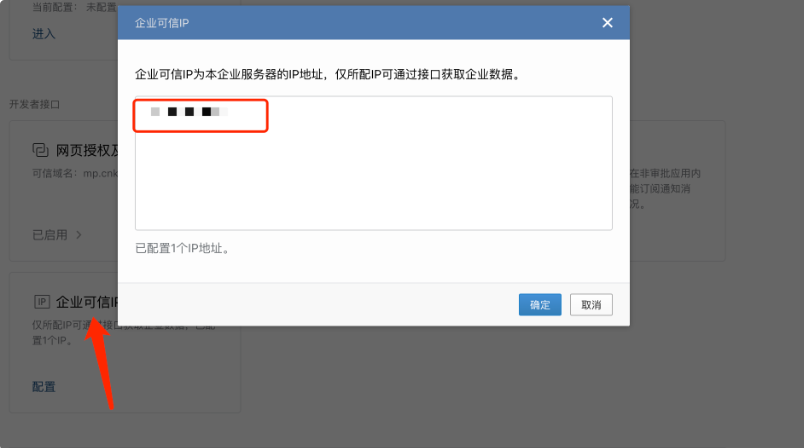 当前配置： 未配置
进入
企业可信IP
企业可信IP为本企业服务器的IP地址，仅所配IP可通过接口获取企业数据。
已配置1个IP地址。
确定
取消
开发者接口
网页授权及
可信域名：mp.cnk
已启用
在非审批应用内
能订阅通知消
况。
IP
企业可信IP
仅所配IP可通过接口获取企业数据。已配
置1个IP。
配置